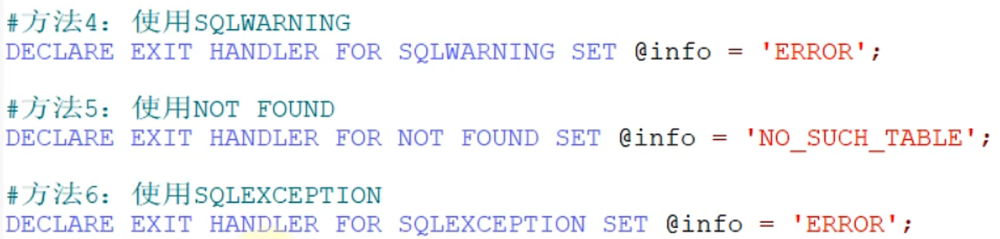 #方法4：使用SQLWARNING
DECLARE EXIT HANDLER FOR SQLWARNING SET @info = 'ERROR';
#方法5：使用NOT FOUND
DECLARE EXIT HANDLER FOR NOT FOUND SET @info = 'NO_SUCH_TABLE';
#方法6：使用SQLEXCEPTION
DECLARE EXIT HANDLER FOR SQLEXCEPTION SET @info = 'ERROR';